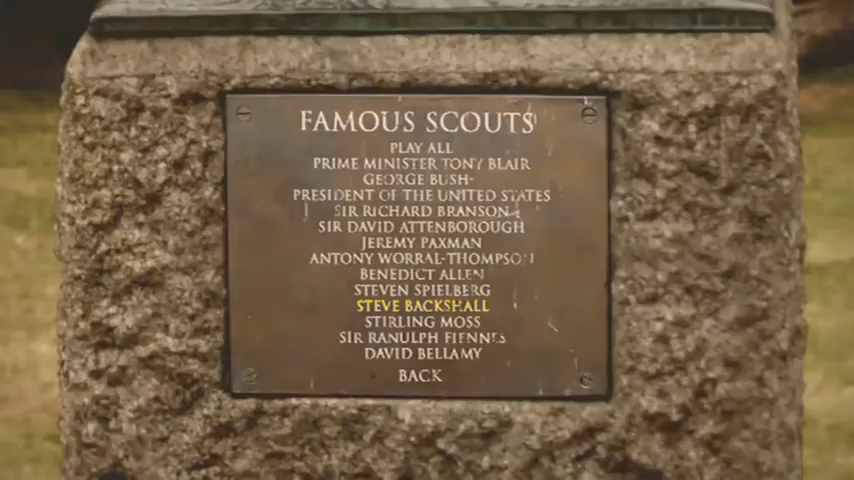 FAMOUS SCOUTS
PLAY ALL
PRIME MINISTER TONY BLAIR
GEORGE BUSH-
PRESIDENT OF THE UNITED STATES
SIR RICHARD BRANSON
SIR DAVID ATTENBOROUGH
JEREMY PAXMAN
ANTONY WORRAL-THOMPSON
BENEDICT ALLEN
STEVEN SPIELBERG
STEVE BACKSHALL
STIRLING MOSS
SIR RANULPH FIENNES
DAVID BELLAMY
BACK